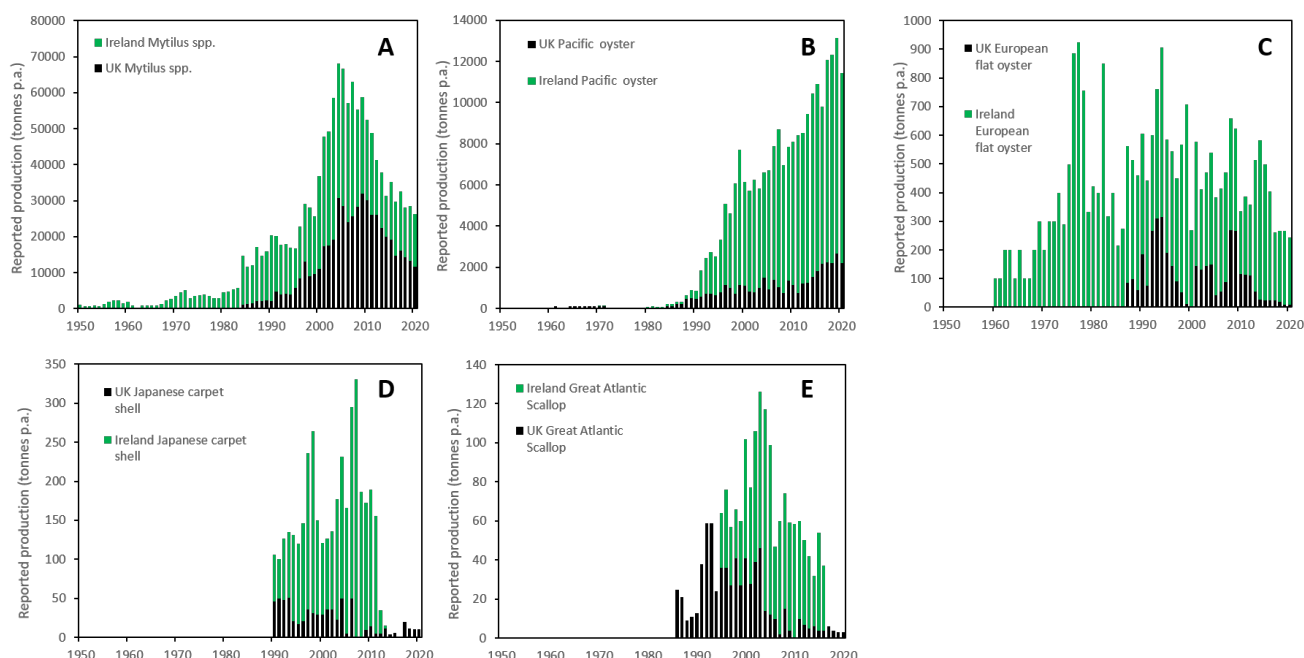 Reported production (tonnes p.a.)
80000
70000
60000
50000
40000
30000
20000
10000
0
Ireland Mytilus spp.
UK Mytilus spp.
A
1950 1960 1970 1980 1990 2000 2010 2020
Reported production (tonnes p.a.)
14000
12000
10000
8000
6000
4000
2000
0
UK Pacific oyster
Ireland Pacific oyster
B
1950 1960 1970 1980 1990 2000 2010 2020
Reported production (tonnes p.a.)
1000
900
800
700
600
500
400
300
200
100
0
UK European
flat oyster
Ireland
European
flat oyster
C
1950 1960 1970 1980 1990 2000 2010 2020
Reported production (tonnes p.a.)
350
300
250
200
150
100
50
0
UK Japanese carpet
shell
Ireland Japanese carpet
shell
D
1950 1960 1970 1980 1990 2000 2010 2020
Reported production (tonnes p.a.)
140
120
100
80
60
40
20
0
Ireland Great Atlantic
Scallop
UK Great Atlantic
Scallop
E
1950 1960 1970 1980 1990 2000 2010 2020